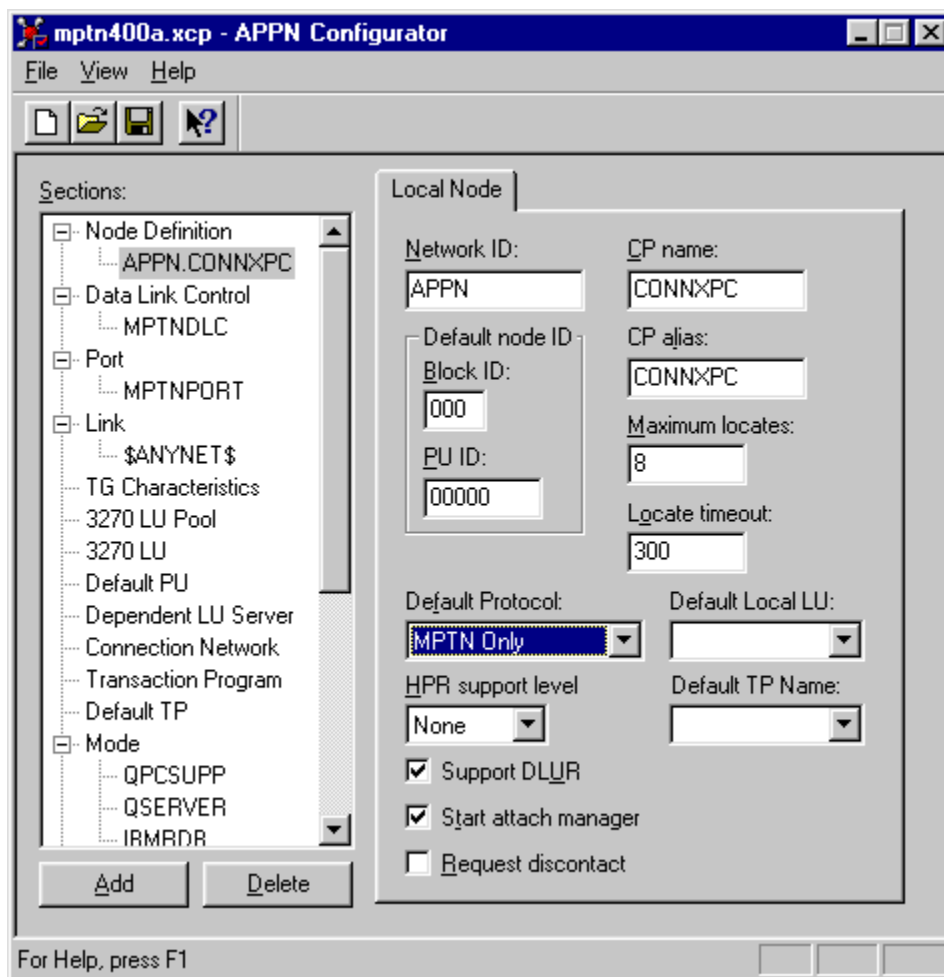 mptn400a.xcp - APPN Configurator
File View Help
Sections:
Node Definition
APPN.CONNXPC
Data Link Control
MPTNDLC
Port
MPTNPORT
Link
$ANYNET$
TG Characteristics
3270 LU Pool
3270 LU
Default PU
Dependent LU Server
Connection Network
Transaction Program
Default TP
Mode
QPCSUPP
QSERVER
IBMRDR
Add Delete
Local Node
Network ID: CP name:
APPN CONNXPC
Default node ID CP alias:
Block ID: CONNXPC
000 Maximum locates:
PU ID: 8
00000 Locate timeout:
300
Default Protocol: Default Local LU:
MPTN Only
HPR support level Default TP Name:
None
Support DLUR
Start attach manager
Request discontact
For Help, press F1